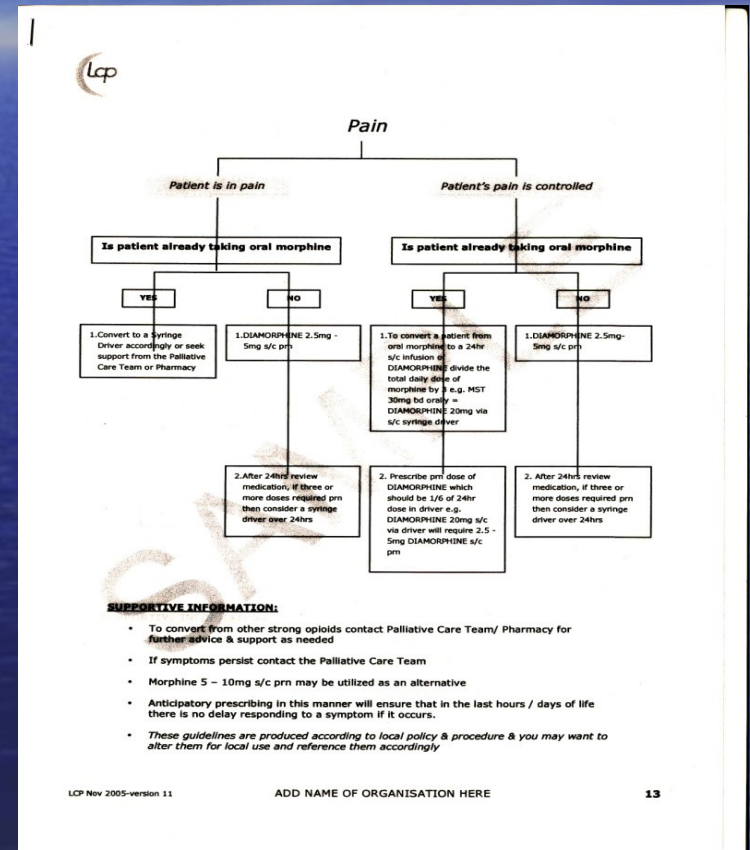 Lcp
Pain
Patient is in pain
Patient's pain is controlled
Is patient already taking oral morphine
Is patient already taking oral morphine
YES
NO
YES
NO
1.Convert to a Syringe
Driver accordingly or seek
support from the Palliative
Care Team or Pharmacy
1.DIAMORPHINE 2.5mg -
5mg s/c prn
1.To convert a patient from
oral morphine to a 24hr
s/c infusion of
DIAMORPHINE divide the
total daily dose of
morphine by 3 e.g. MST
30mg bd orally =
DIAMORPHINE 20mg via
s/c syringe driver
1.DIAMORPHINE 2.5mg-
5mg s/c prn
2.After 24hrs review
medication, if three or
more doses required prn
then consider a syringe
driver over 24hrs
2. Prescribe prn dose of
DIAMORPHINE which
should be 1/6 of 24hr
dose in driver e.g.
DIAMORPHINE 20mg s/c
via driver will require 2.5 -
5mg DIAMORPHINE s/c
prn
2. After 24hrs review
medication, if three or
more doses required prn
then consider a syringe
driver over 24hrs
SAMPLE
SUPPORTIVE INFORMATION:
• To convert from other strong opioids contact Palliative Care Team/ Pharmacy for
further advice & support as needed
• If symptoms persist contact the Palliative Care Team
• Morphine 5 – 10mg s/c prn may be utilized as an alternative
• Anticipatory prescribing in this manner will ensure that in the last hours / days of life
there is no delay responding to a symptom if it occurs.
• These guidelines are produced according to local policy & procedure & you may want to
alter them for local use and reference them accordingly
LCP Nov 2005-version 11
ADD NAME OF ORGANISATION HERE
13